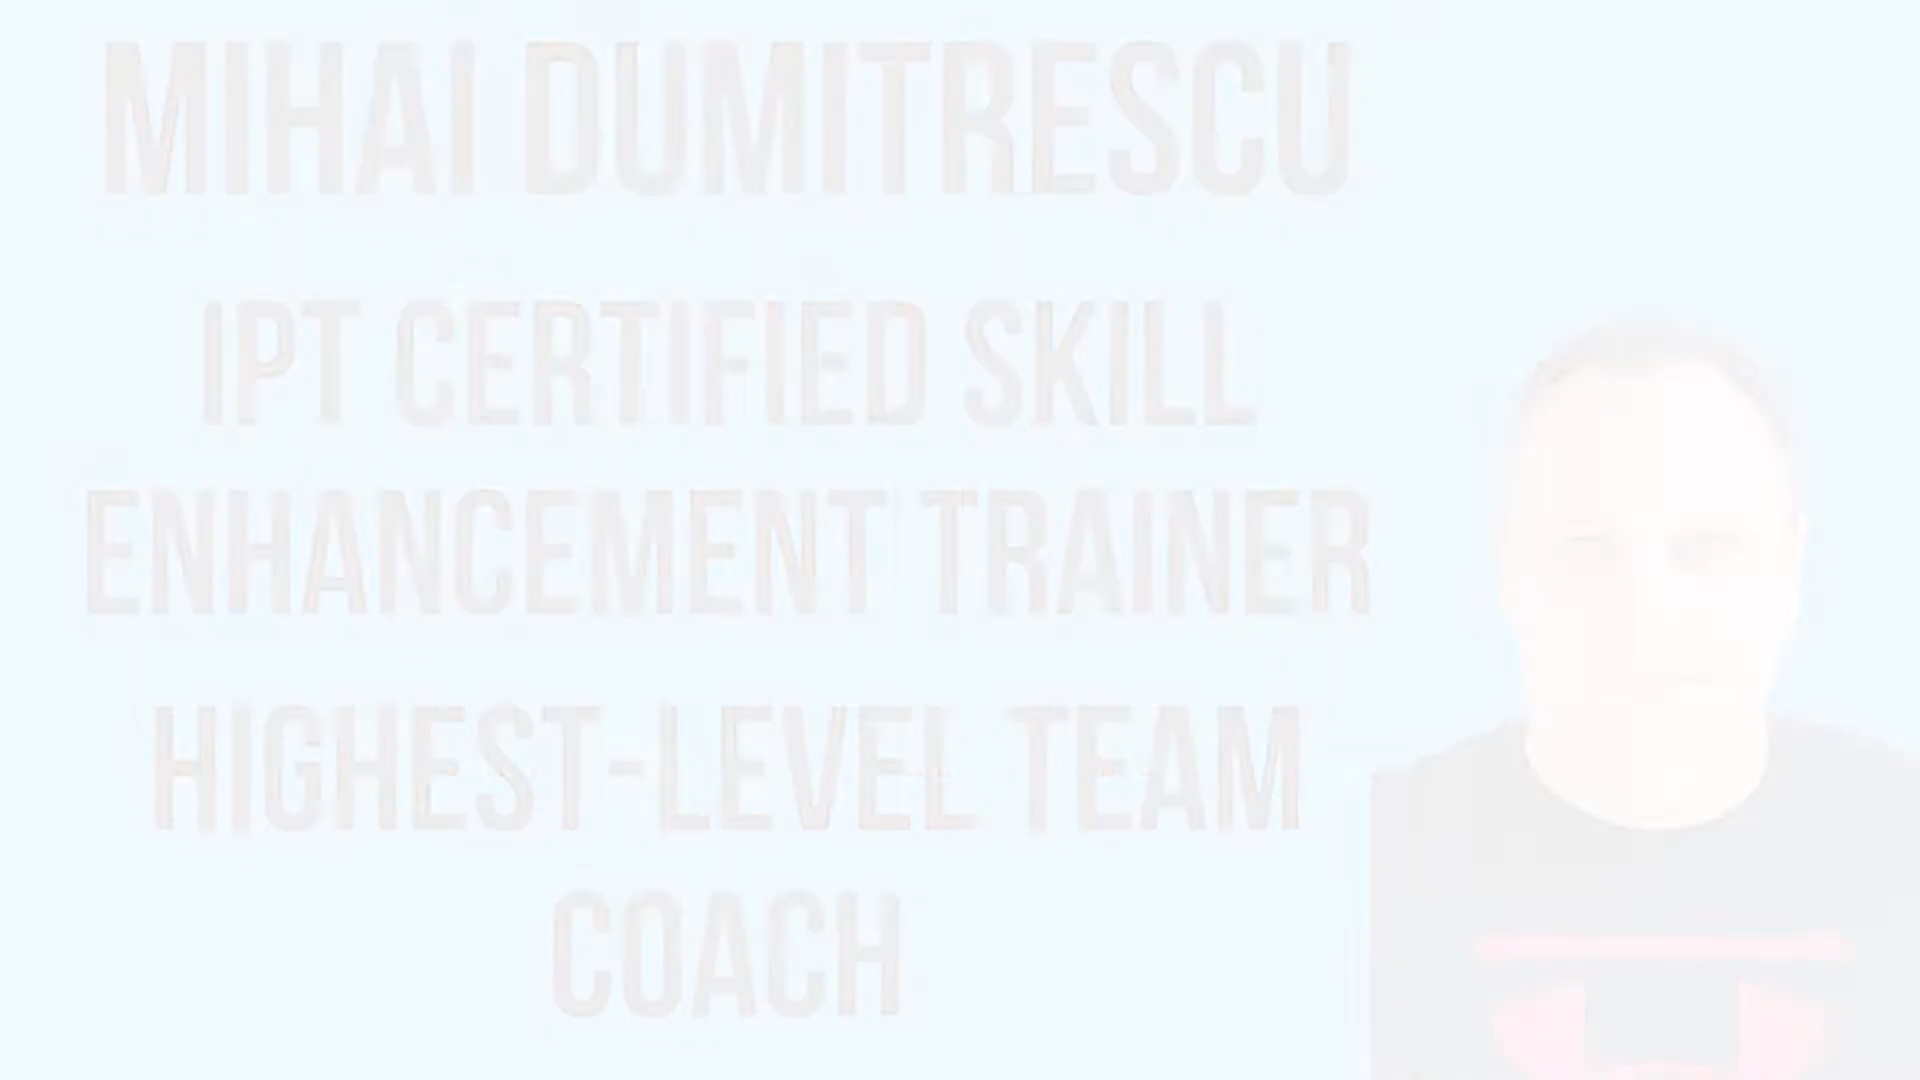 MIHAI DUMITRESCU
IPT CERTIFIED SKILL
ENHANCEMENT TRAINER
HIGHEST-LEVEL TEAM
COACH